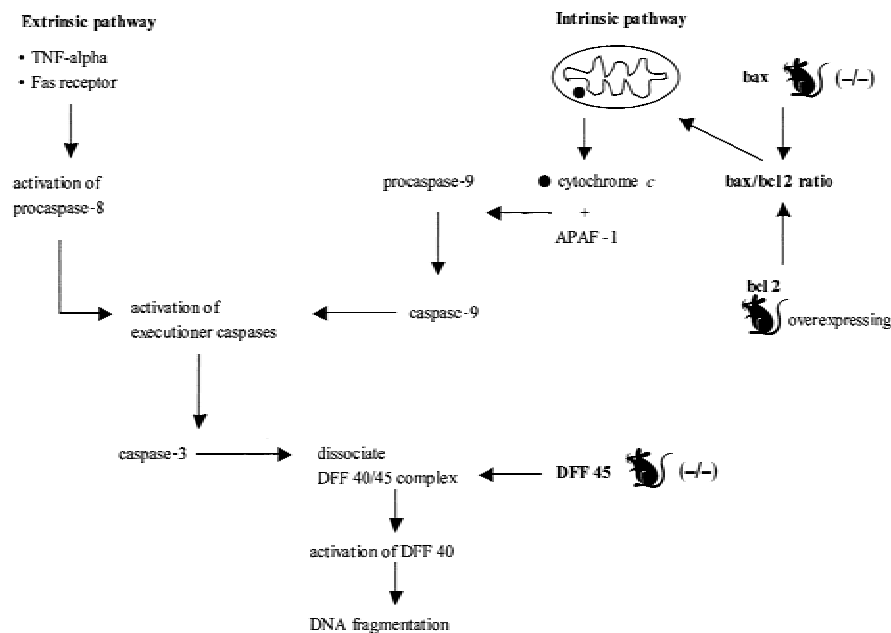 Extrinsic pathway
• TNF-alpha
• Fas receptor
activation of
procaspase-8
Intrinsic pathway
bax (–/–)
procaspase-9
cytochrome c
+
APAF-1
bax/bcl2 ratio
bcl 2
overexpressing
activation of
executioner caspases
caspase-9
caspase-3
dissociate
DFF 40/45 complex
DFF 45 (–/–)
activation of DFF 40
DNA fragmentation